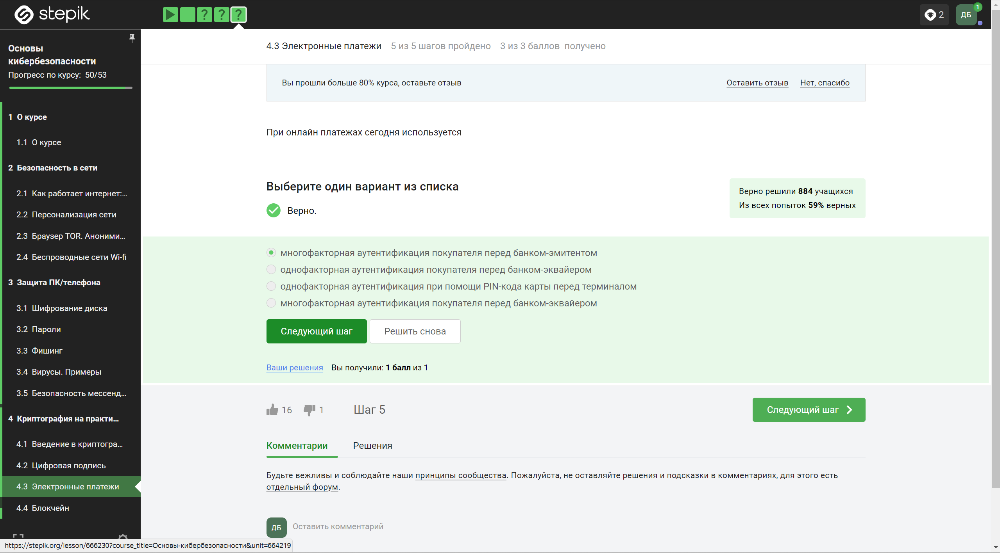 stepik
? ? ?
2
ДБ
1
Основы
кибербезопасности
Прогресс по курсу: 50/53
1 О курсе
1.1 О курсе
2 Безопасность в сети
2.1 Как работает интернет:...
2.2 Персонализация сети
2.3 Браузер TOR. Аноними...
2.4 Беспроводные сети Wi-fi
3 Защита ПК/телефона
3.1 Шифрование диска
3.2 Пароли
3.3 Фишинг
3.4 Вирусы. Примеры
3.5 Безопасность мессенд...
4 Криптография на практи...
4.1 Введение в криптогра...
4.2 Цифровая подпись
4.3 Электронные платежи
4.4 Блокчейн
4.3 Электронные платежи 5 из 5 шагов пройдено 3 из 3 баллов получено
Вы прошли больше 80% курса, оставьте отзыв Оставить отзыв Нет, спасибо
При онлайн платежах сегодня используется
Выберите один вариант из списка
Верно.
Верно решили 884 учащихся
Из всех попыток 59% верных
многофакторная аутентификация покупателя перед банком-эмитентом
однофакторная аутентификация покупателя перед банком-эквайером
однофакторная аутентификация при помощи PIN-кода карты перед терминалом
многофакторная аутентификация покупателя перед банком-эквайером
Следующий шаг Решить снова
Ваши решения Вы получили: 1 балл из 1
16 1 Шаг 5 Следующий шаг
Комментарии Решения
Будьте вежливы и соблюдайте наши принципы сообщества. Пожалуйста, не оставляйте решения и подсказки в комментариях, для этого есть
отдельный форум.
ДБ Оставить комментарий
https://stepik.org/lesson/666230?course_title=Основы-кибербезопасности&unit=664219